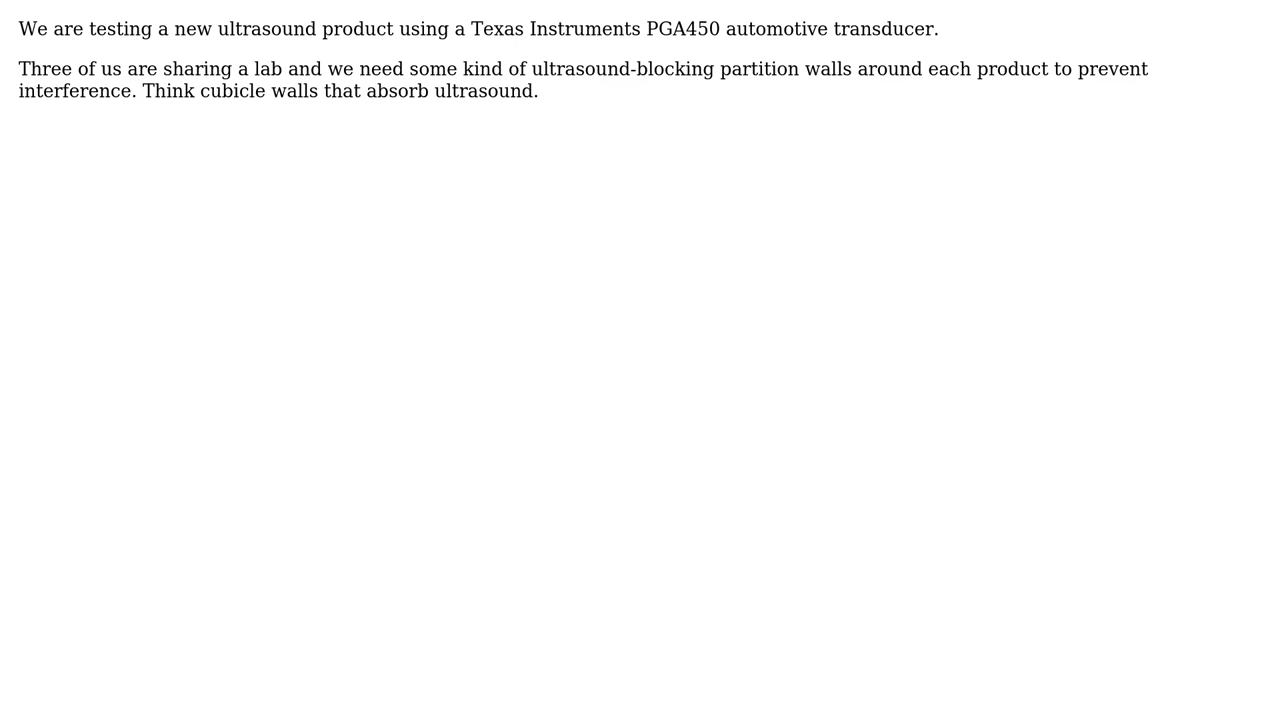 We are testing a new ultrasound product using a Texas Instruments PGA450 automotive transducer.
Three of us are sharing a lab and we need some kind of ultrasound-blocking partition walls around each product to prevent
interference. Think cubicle walls that absorb ultrasound.